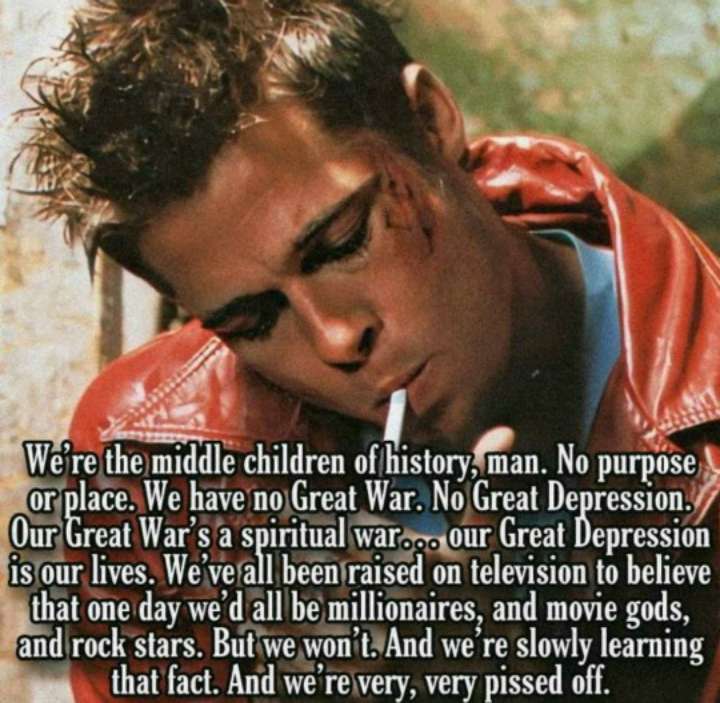 We're the middle children of history, man. No purpose
or place. We have no Great War. No Great Depression.
Our Great War's a spiritual war... our Great Depression
is our lives. We've all been raised on television to believe
that one day we'd all be millionaires, and movie gods,
and rock stars. But we won't. And we're slowly learning
that fact. And we're very, very pissed off.